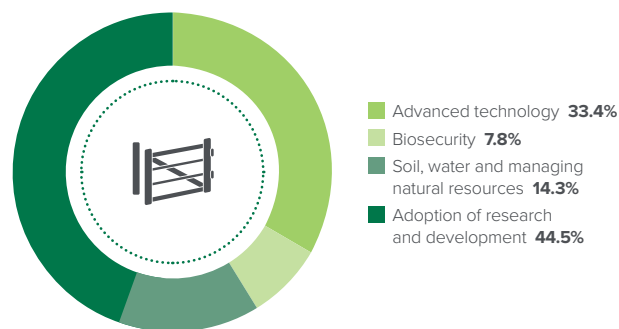 Advanced technology 33.4%
Biosecurity 7.8%
Soil, water and managing
natural resources 14.3%
Adoption of research
and development 44.5%